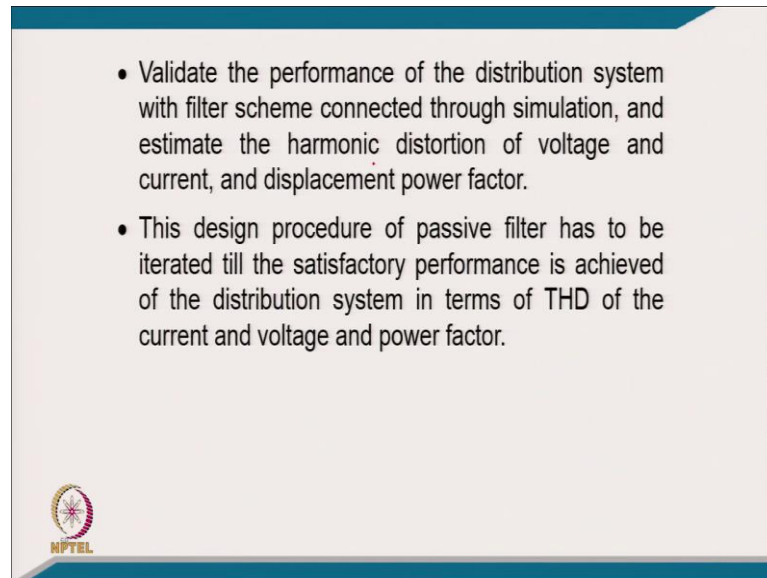 • Validate the performance of the distribution system
with filter scheme connected through simulation, and
estimate the harmonic distortion of voltage and
current, and displacement power factor.
• This design procedure of passive filter has to be
iterated till the satisfactory performance is achieved
of the distribution system in terms of THD of the
current and voltage and power factor.
NPTEL